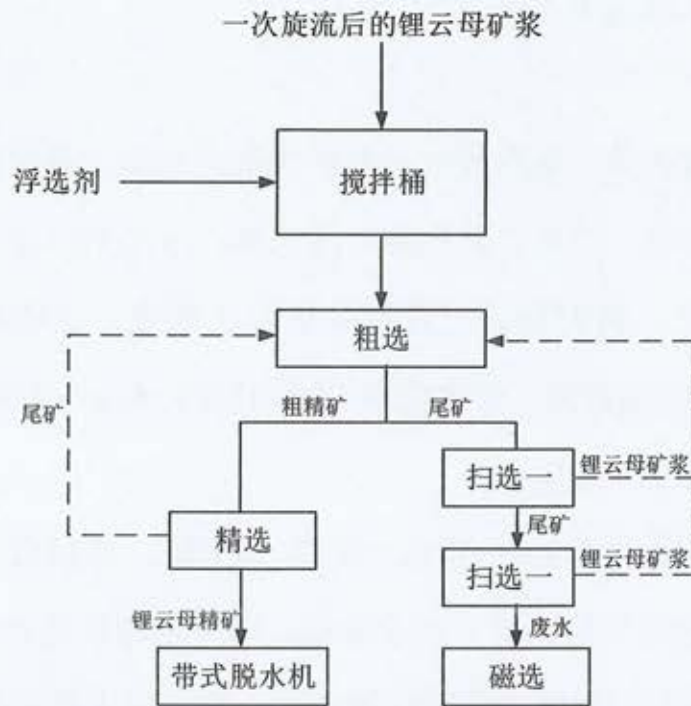 一次旋流后的锂云母矿浆
浮选剂
搅拌桶
粗选
尾矿
粗精矿
尾矿
扫选一
锂云母矿浆
尾矿
精选
扫选一
锂云母矿浆
锂云母精矿
废水
带式脱水机
磁选